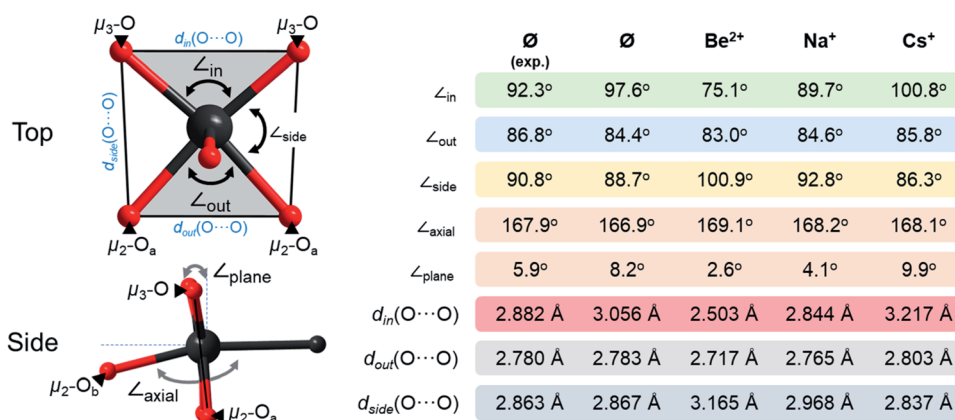 μ3-O μ3-O
din(O···O)
∠in
Top
dside(O···O)
∠side
∠out
dout(O···O)
μ2-Oa μ2-Oa
∠plane
μ3-O
Side
μ2-Ob
∠axial
μ2-Oa
Ø Ø Be2+ Na+ Cs+
(exp.)
∠in 92.3° 97.6° 75.1° 89.7° 100.8°
∠out 86.8° 84.4° 83.0° 84.6° 85.8°
∠side 90.8° 88.7° 100.9° 92.8° 86.3°
∠axial 167.9° 166.9° 169.1° 168.2° 168.1°
∠plane 5.9° 8.2° 2.6° 4.1° 9.9°
din(O···O) 2.882 Å 3.056 Å 2.503 Å 2.844 Å 3.217 Å
dout(O···O) 2.780 Å 2.783 Å 2.717 Å 2.765 Å 2.803 Å
dside(O···O) 2.863 Å 2.867 Å 3.165 Å 2.968 Å 2.837 Å